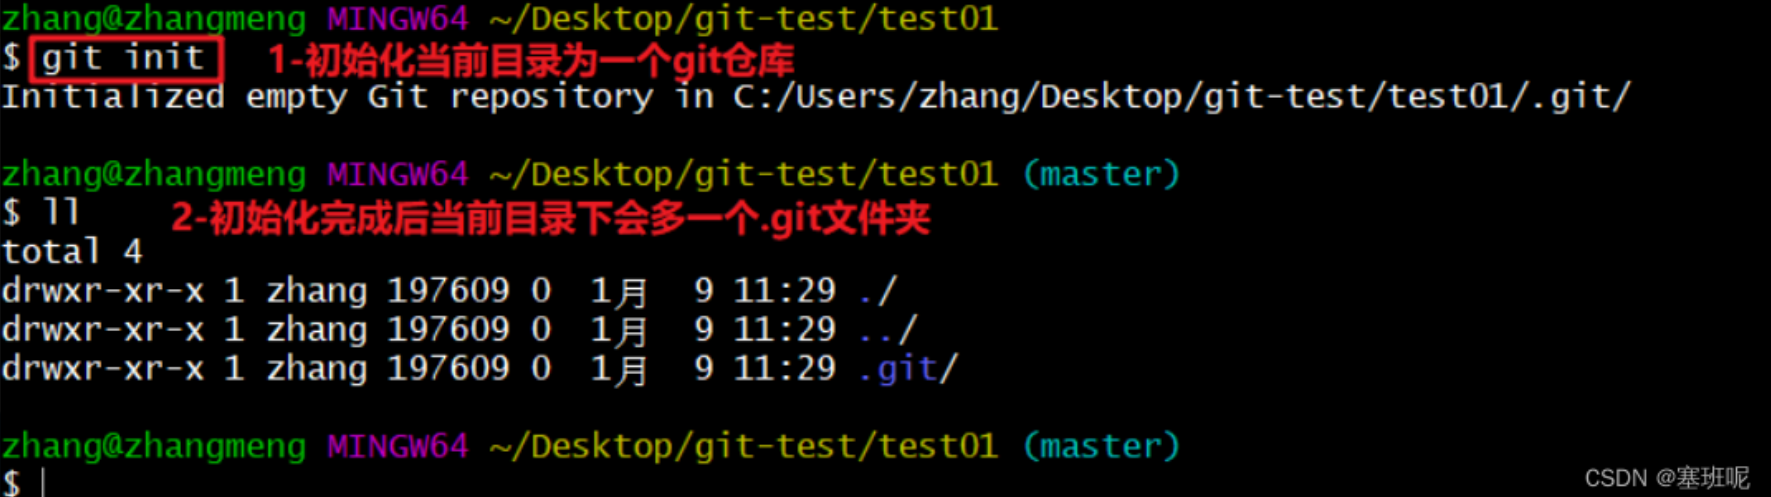 zhang@zhangmeng MINGW64 ~/Desktop/git-test/test01
$ git init 1-初始化当前目录为一个git仓库
Initialized empty Git repository in C:/Users/zhang/Desktop/git-test/test01/.git/
zhang@zhangmeng MINGW64 ~/Desktop/git-test/test01 (master)
$ ll 2-初始化完成后当前目录下会多一个.git文件夹
total 4
drwxr-xr-x 1 zhang 197609 0 1月 9 11:29 ./
drwxr-xr-x 1 zhang 197609 0 1月 9 11:29 ../
drwxr-xr-x 1 zhang 197609 0 1月 9 11:29 .git/
zhang@zhangmeng MINGW64 ~/Desktop/git-test/test01 (master)
$
CSDN @塞班呢